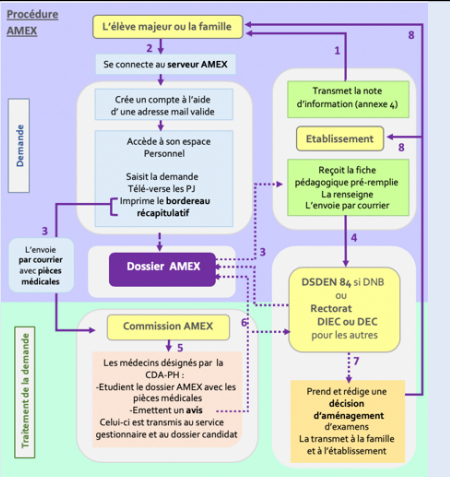 Procédure
AMEX
L'élève majeur ou la famille
8
2
1
Se connecte au serveur AMEX
Demande
Crée un compte à l'aide
d'une adresse mail valide
Accède à son espace
Personnel
Saisit la demande
Télé-verse les PJ
Imprime le bordereau
récapitulatif
Transmet la note
d'information (annexe 4)
Etablissement
8
Reçoit la fiche
pédagogique pré-remplie
La renseigne
L'envoie par courrier
3
L'envoie
par courrier
avec pièces
médicales
Dossier AMEX
3
4
DSDEN 84 si DNB
ou
Rectorat
DIEC ou DEC
pour les autres
Traitement de la demande
Commission AMEX
6
5
7
Les médecins désignés par la
CDA-PH :
-Etudient le dossier AMEX avec les
pièces médicales
-Emettent un avis
Celui-ci est transmis au service
gestionnaire et au dossier candidat
Prend et rédige une
décision
d'aménagement
d'examens
La transmet à la famille
et à l'établissement